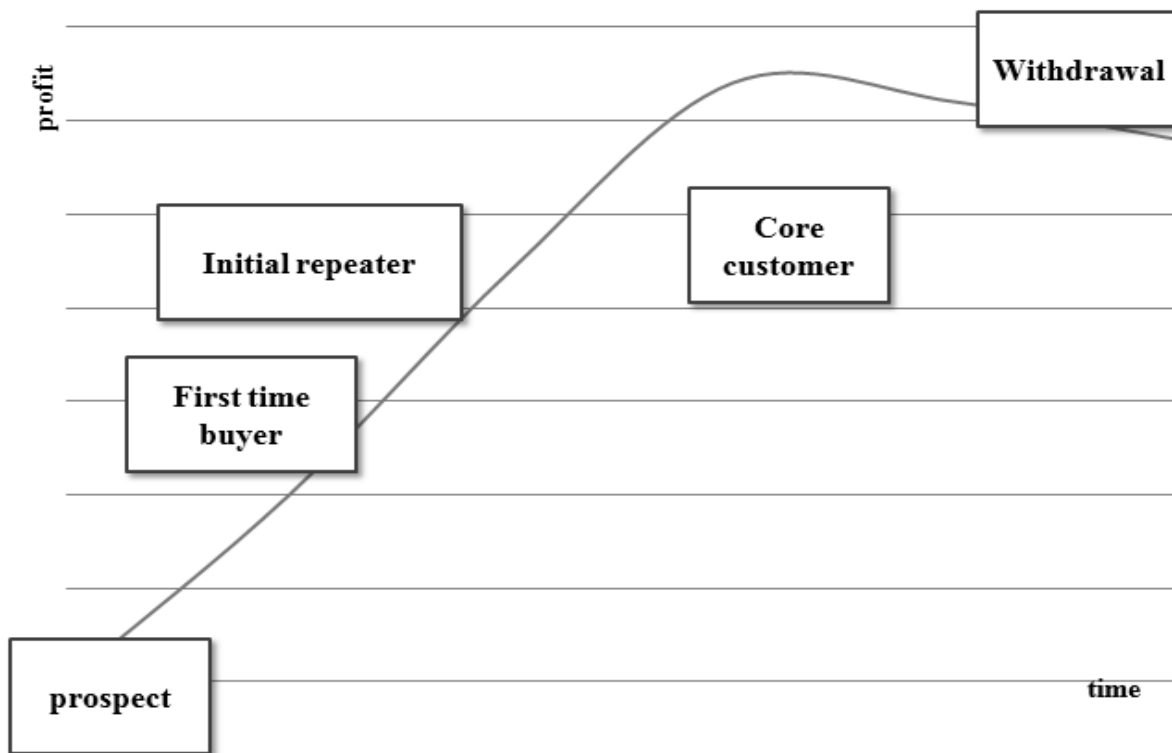 profit
Withdrawal
Core
customer
Initial repeater
First time
buyer
prospect
time